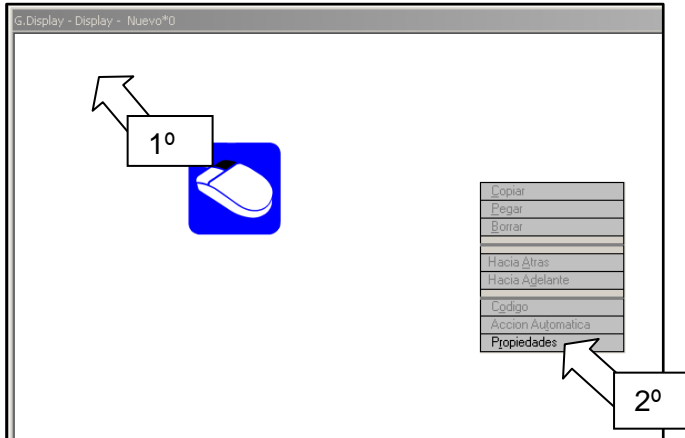 G.Display - Display - Nuevo*0
1º
Copiar
Pegar
Borrar
Hacia Atras
Hacia Adelante
Codigo
Accion Automatica
Propiedades
2º